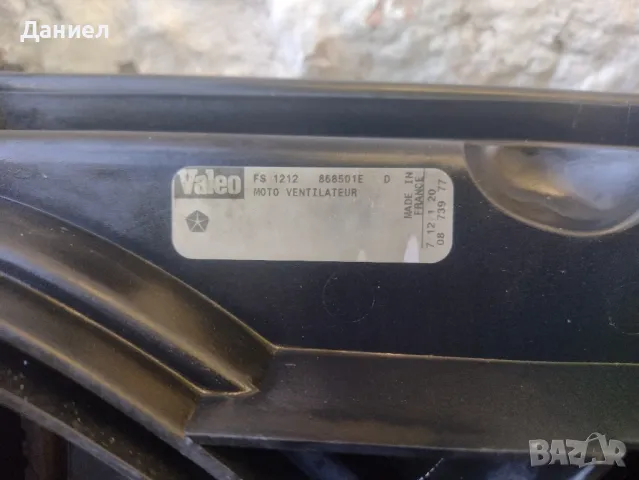 Даниел
Valeo
FS 1212 868501E D
MOTO VENTILATEUR
MADE IN
FRANCE
7 12 1 20
08 739 77
BAZAR